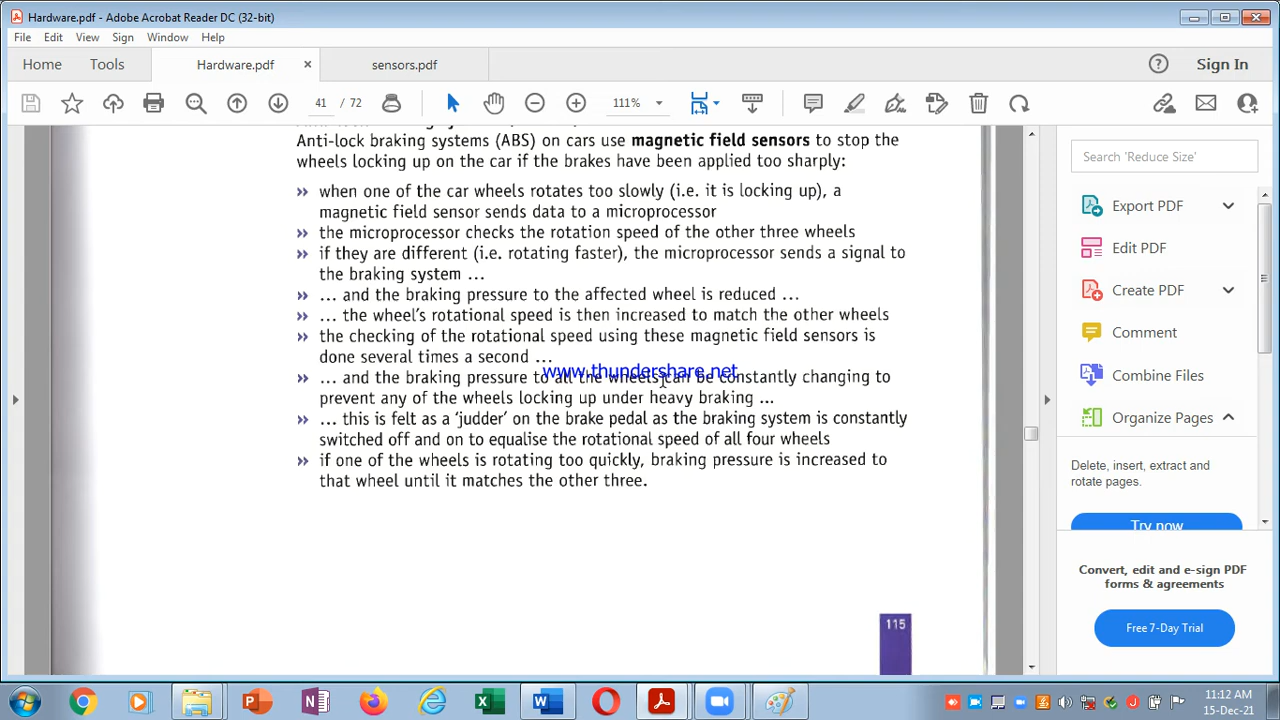 Hardware.pdf - Adobe Acrobat Reader DC (32-bit)
File Edit View Sign Window Help
Home Tools Hardware.pdf × sensors.pdf Sign In
41 / 72 111%
Anti-lock braking systems (ABS) on cars use magnetic field sensors to stop the
wheels locking up on the car if the brakes have been applied too sharply:
» when one of the car wheels rotates too slowly (i.e. it is locking up), a
magnetic field sensor sends data to a microprocessor
» the microprocessor checks the rotation speed of the other three wheels
» if they are different (i.e. rotating faster), the microprocessor sends a signal to
the braking system ...
» ... and the braking pressure to the affected wheel is reduced ...
» ... the wheel's rotational speed is then increased to match the other wheels
» the checking of the rotational speed using these magnetic field sensors is
done several times a second ...
www.thundershare.net
» ... and the braking pressure to all the wheels can be constantly changing to
prevent any of the wheels locking up under heavy braking ...
» ... this is felt as a 'judder' on the brake pedal as the braking system is constantly
switched off and on to equalise the rotational speed of all four wheels
» if one of the wheels is rotating too quickly, braking pressure is increased to
that wheel until it matches the other three.
115
Search 'Reduce Size'
Export PDF
Edit PDF
Create PDF
Comment
Combine Files
Organize Pages
Delete, insert, extract and
rotate pages.
Try now
Convert, edit and e-sign PDF
forms & agreements
Free 7-Day Trial
11:12 AM
15-Dec-21